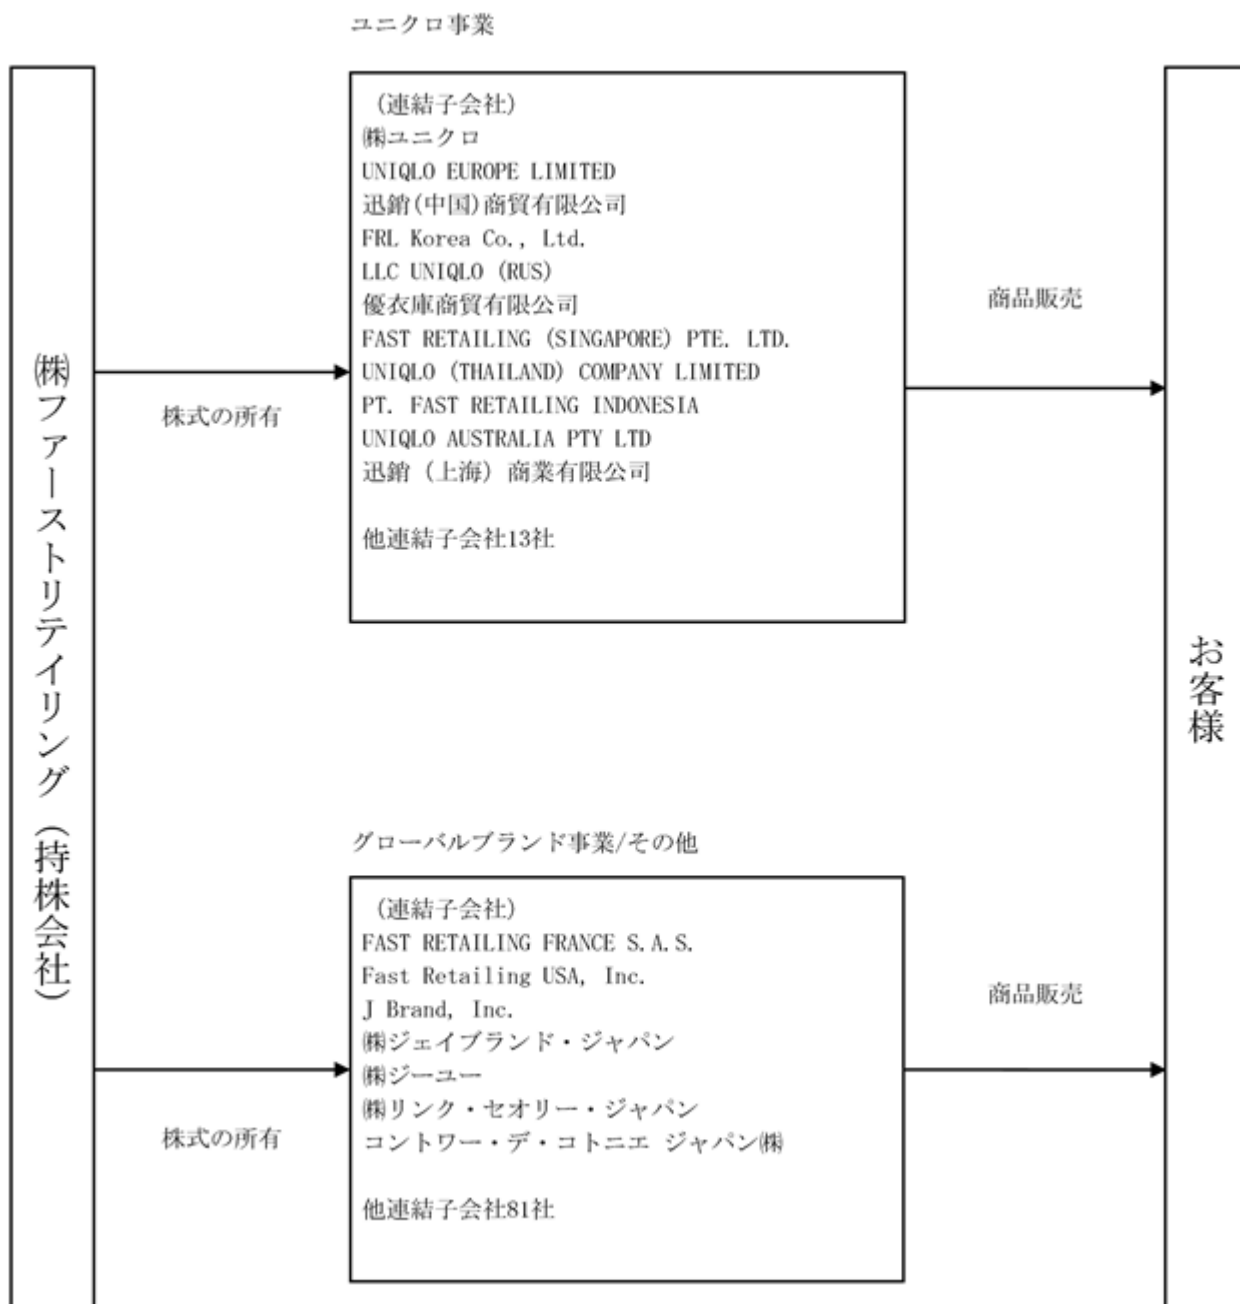 ユニクロ事業
(連結子会社)
㈱ユニクロ
UNIQLO EUROPE LIMITED
迅銷(中国)商貿有限公司
FRL Korea Co., Ltd.
LLC UNIQLO (RUS)
優衣庫商貿有限公司
FAST RETAILING (SINGAPORE) PTE. LTD.
UNIQLO (THAILAND) COMPANY LIMITED
PT. FAST RETAILING INDONESIA
UNIQLO AUSTRALIA PTY LTD
迅銷（上海）商業有限公司
他連結子会社13社
㈱ファーストリテイリング（持株会社）
株式の所有
商品販売
お客様
グローバルブランド事業/その他
(連結子会社)
FAST RETAILING FRANCE S.A.S.
Fast Retailing USA, Inc.
J Brand, Inc.
㈱ジェイブランド・ジャパン
㈱ジーユー
㈱リンク・セオリー・ジャパン
コントワー・デ・コトニエ ジャパン㈱
他連結子会社81社
株式の所有
商品販売